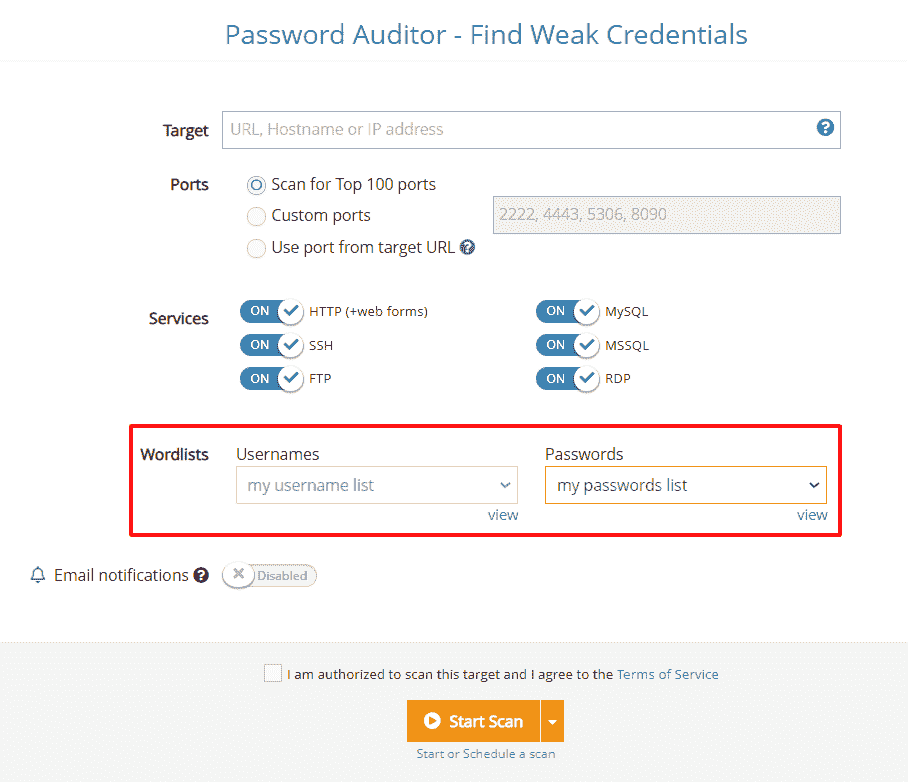 Password Auditor - Find Weak Credentials
Target
URL, Hostname or IP address
?
Ports
Scan for Top 100 ports
Custom ports
2222, 4443, 5306, 8090
Use port from target URL ?
Services
ON HTTP (+web forms)
ON MySQL
ON SSH
ON MSSQL
ON FTP
ON RDP
Wordlists
Usernames
Passwords
my username list
my passwords list
view
view
Email notifications ?
Disabled
I am authorized to scan this target and I agree to the Terms of Service
Start Scan
Start or Schedule a scan